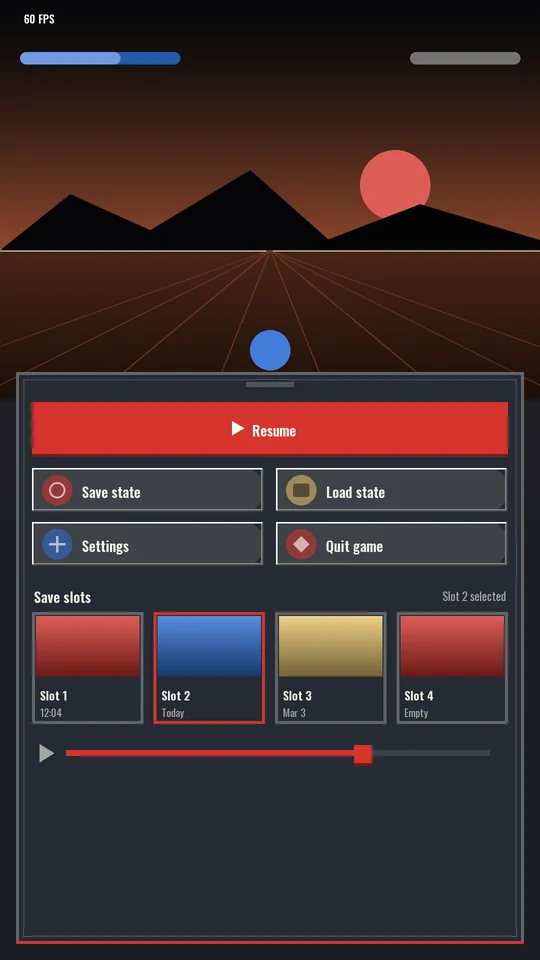 60 FPS
Resume
Save state
Load state
Settings
Quit game
Save slots
Slot 2 selected
Slot 1
12:04
Slot 2
Today
Slot 3
Mar 3
Slot 4
Empty